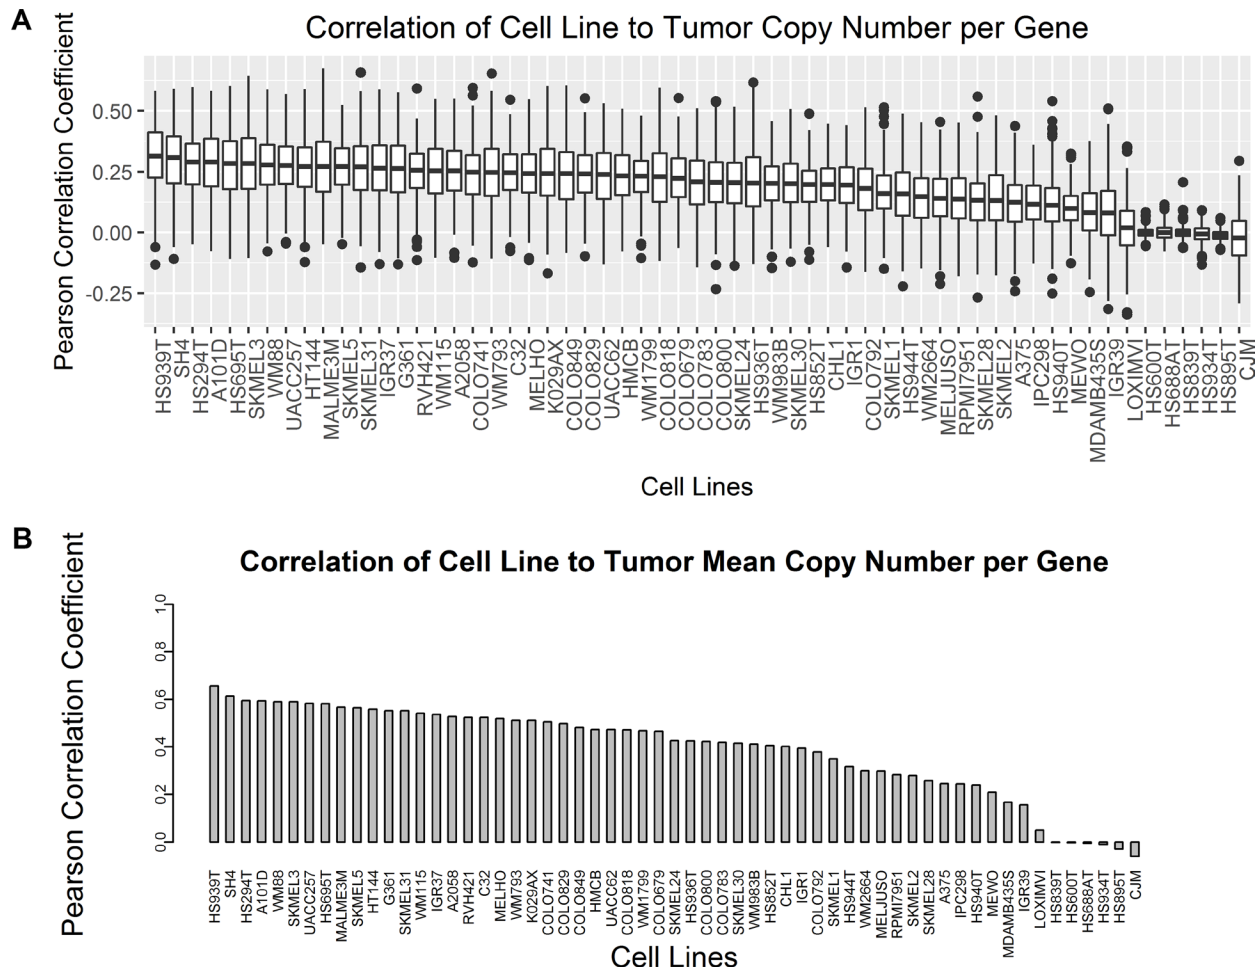 A
Correlation of Cell Line to Tumor Copy Number per Gene
Pearson Correlation Coefficient
0.50
0.25
0.00
-0.25
HS939T
SH4
HS294T
A101D
HS695T
SKMEL3
WM88
UACC257
HT144
MALME3M
SKMEL5
SKMEL31
IGR37
G361
RVH421
WM115
A2058
COLO741
WM793
C32
MELHO
K029AX
COLO849
COLO829
UACC62
HMCB
WM1799
COLO818
COLO679
COLO783
COLO800
SKMEL24
HS936T
WM983B
SKMEL30
HS852T
CHL1
IGR1
COLO792
SKMEL1
HS944T
WM2664
MELJUSO
RPMI7951
SKMEL28
SKMEL2
A375
IPC298
HS940T
MEWO
MDAMB435S
IGR39
LOXIMVI
HS600T
HS688AT
HS839T
HS934T
HS895T
CJM
Cell Lines
B
Correlation of Cell Line to Tumor Mean Copy Number per Gene
Pearson Correlation Coefficient
1.0
0.8
0.6
0.4
0.2
0.0
HS939T
SH4
HS294T
A101D
WM88
SKMEL3
UACC257
HS695T
MALME3M
SKMEL5
HT144
G361
SKMEL31
WM115
IGR37
A2058
RVH421
C32
MELHO
WM793
K029AX
COLO741
COLO829
COLO849
HMCB
UACC62
COLO818
WM1799
COLO679
SKMEL24
HS936T
COLO800
COLO783
SKMEL30
WM983B
HS852T
CHL1
IGR1
COLO792
SKMEL1
HS944T
WM2664
MELJUSO
RPMI7951
SKMEL2
SKMEL28
A375
IPC298
HS940T
MEWO
MDAMB435S
IGR39
LOXIMVI
HS839T
HS600T
HS688AT
HS934T
HS895T
CJM
Cell Lines